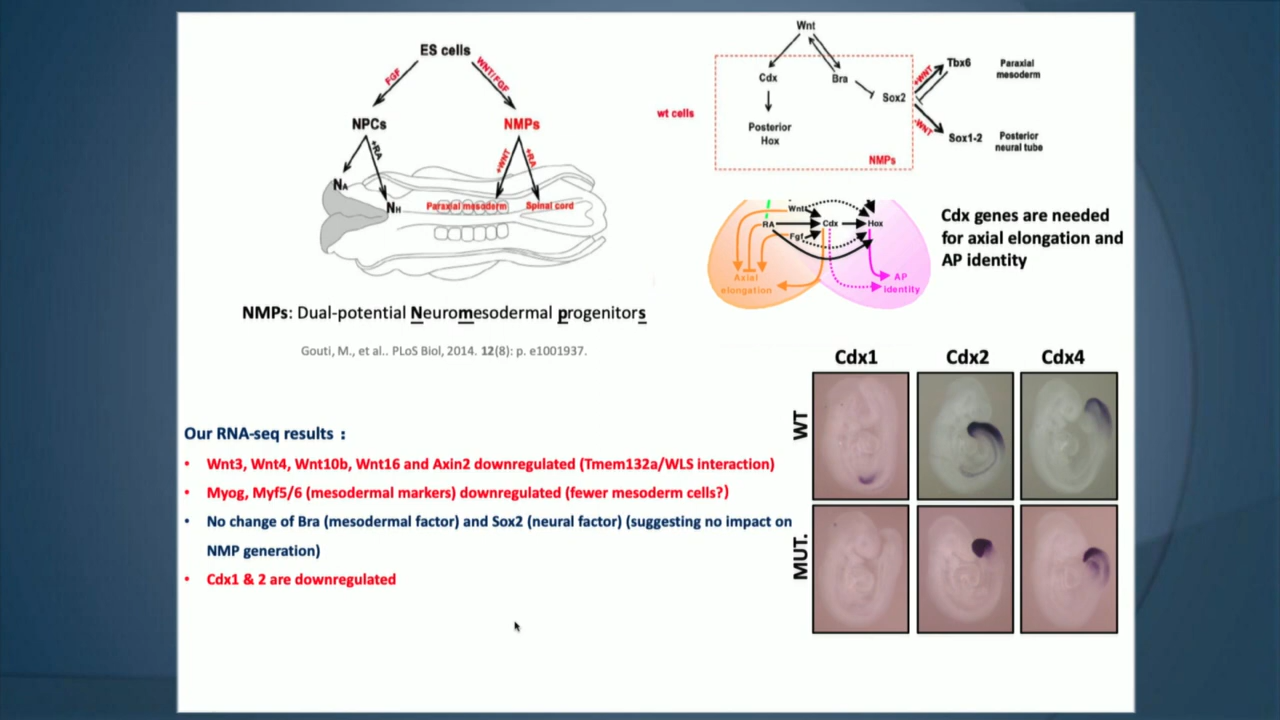 ES cells
FGF
WNT/FGF
NPCs
NMPs
+RA
+WNT
+RA
NA
NH
Paraxial mesoderm
Spinal cord
NMPs: Dual-potential Neuromesodermal progenitors
Gouti, M., et al.. PLoS Biol, 2014. 12(8): p. e1001937.
Wnt
wt cells
Cdx
Bra
Sox2
Posterior
Hox
NMPs
+WNT
-WNT
Tbx6
Paraxial
mesoderm
Sox1-2
Posterior
neural tube
Wnt
RA
Cdx
Hox
Fgf
Axial
elongation
AP
identity
Cdx genes are needed
for axial elongation and
AP identity
Our RNA-seq results :
• Wnt3, Wnt4, Wnt10b, Wnt16 and Axin2 downregulated (Tmem132a/WLS interaction)
• Myog, Myf5/6 (mesodermal markers) downregulated (fewer mesoderm cells?)
• No change of Bra (mesodermal factor) and Sox2 (neural factor) (suggesting no impact on
NMP generation)
• Cdx1 & 2 are downregulated
Cdx1 Cdx2 Cdx4
WT
MUT.